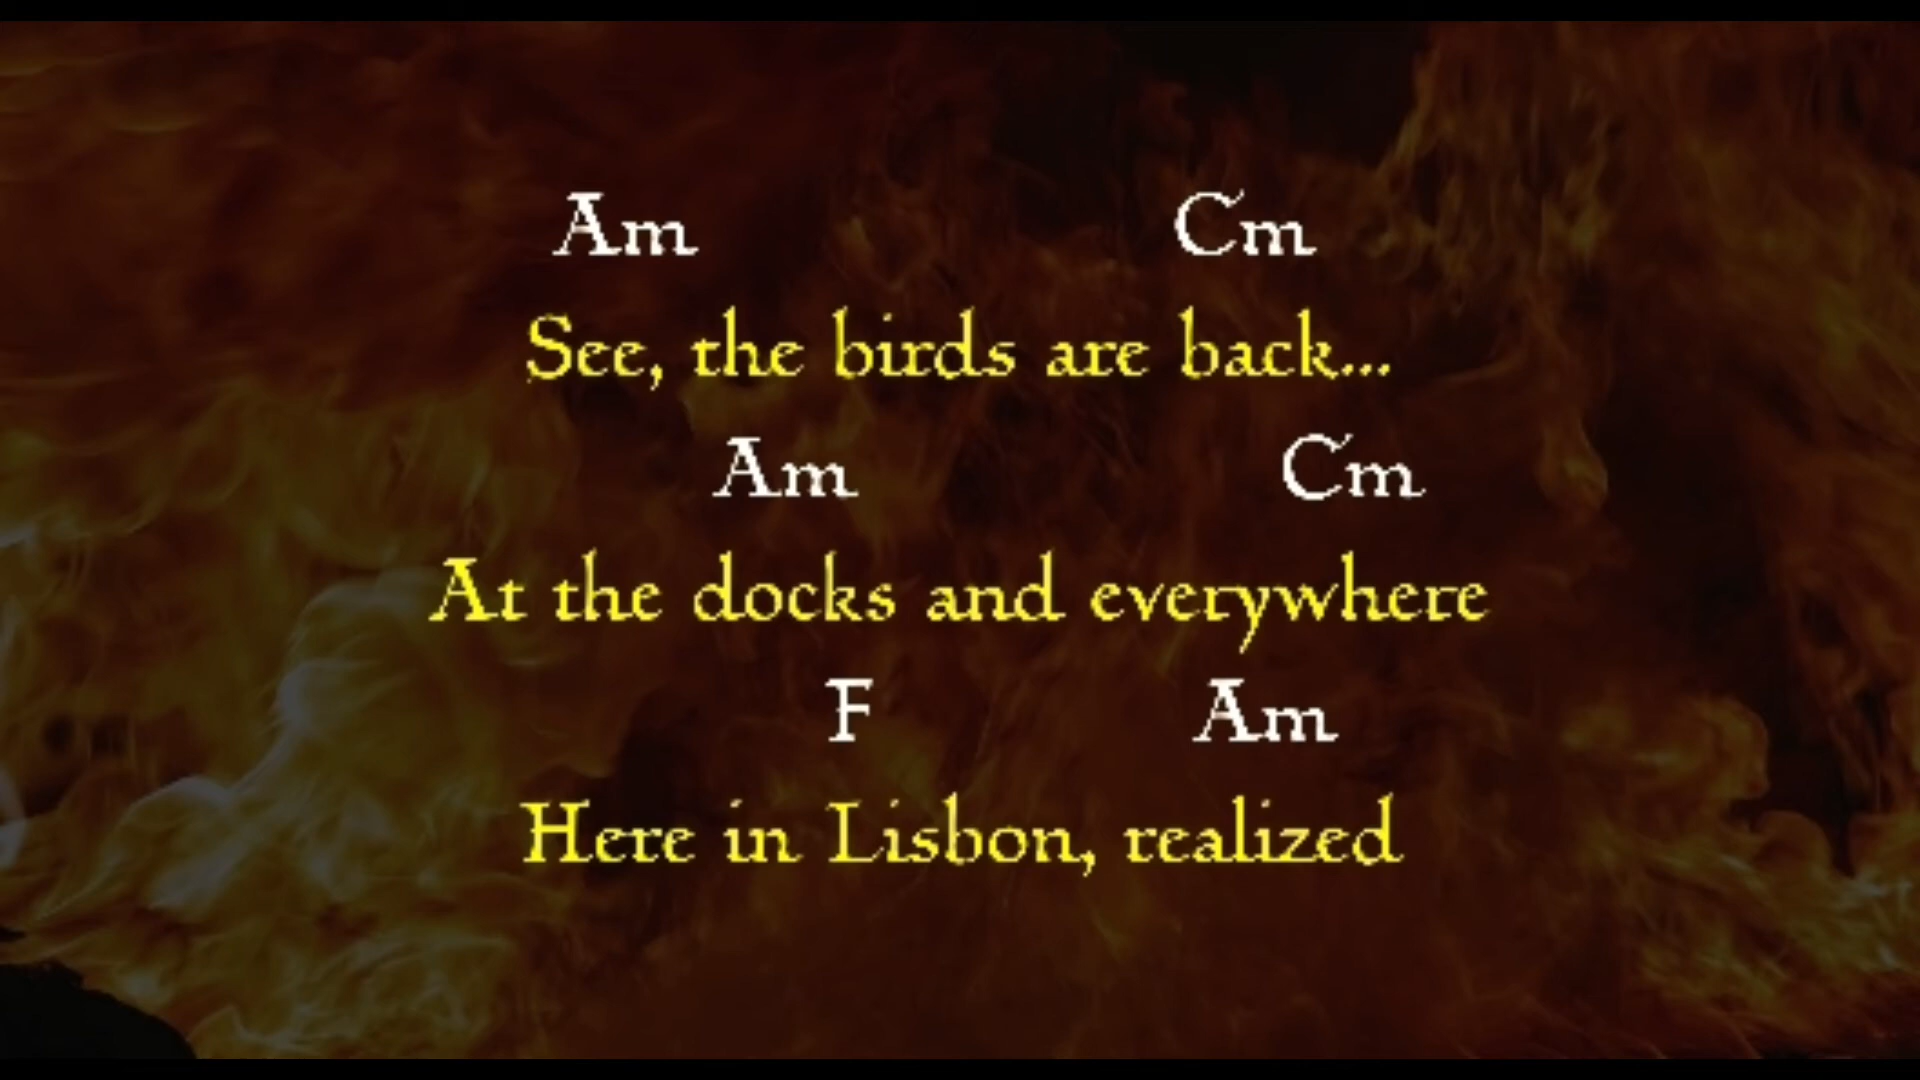 Am Cm
See, the birds are back...
Am Cm
At the docks and everywhere
F Am
Here in Lisbon, realized